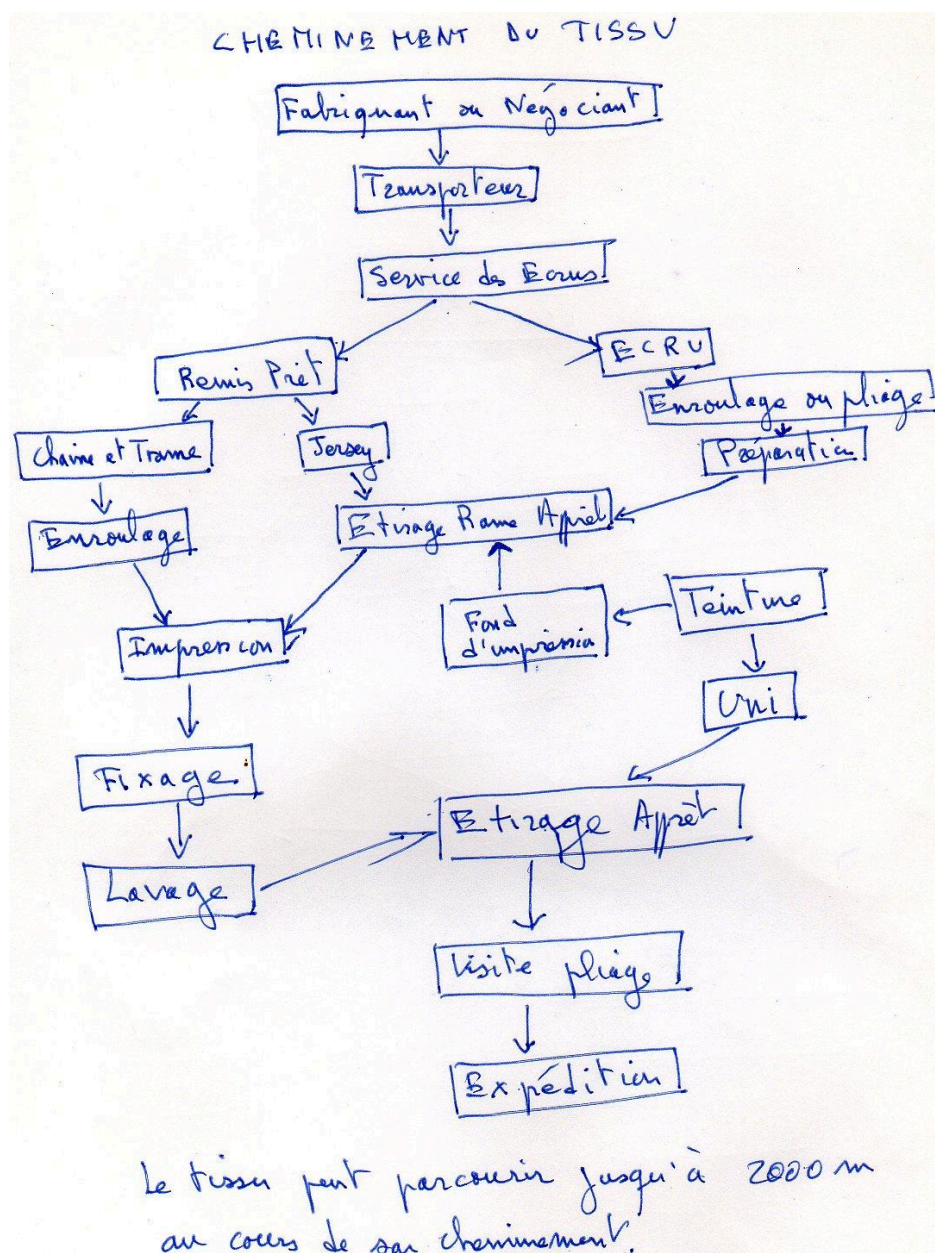 CHEMINEMENT DU TISSU
Fabriquant ou Négociant
Transporteur
Service des Ecrus
Remis Prêt
ECRU
Enroulage ou pliage
Chaine et Trame
Jersey
Préparation
Enroulage
Etirage Rame Apprêt
Teinture
Fond
d'impression
Impression
Uni
Fixage
Etirage Apprêt
Lavage
Visite pliage
Expédition
Le tissu peut parcourir jusqu'à 2000 m
au cours de son cheminement.